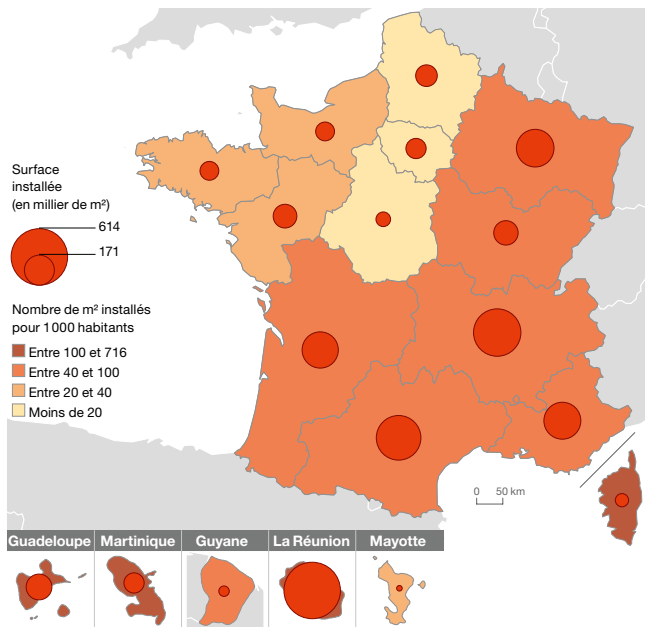 Surface
installée
(en millier de m²)
614
171
Nombre de m² installés
pour 1000 habitants
Entre 100 et 716
Entre 40 et 100
Entre 20 et 40
Moins de 20
0 50 km
Guadeloupe Martinique Guyane La Réunion Mayotte